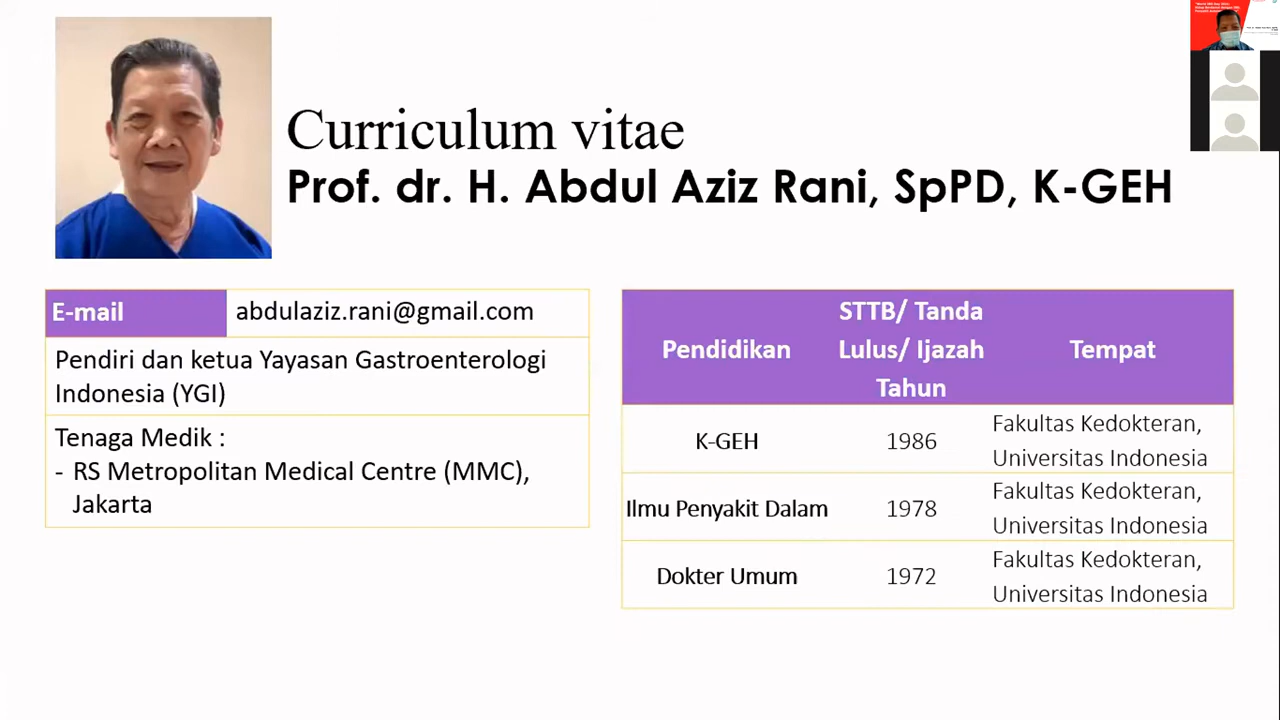 Curriculum vitae
Prof. dr. H. Abdul Aziz Rani, SpPD, K-GEH
E-mail abdulaziz.rani@gmail.com
Pendiri dan ketua Yayasan Gastroenterologi
Indonesia (YGI)
Tenaga Medik :
- RS Metropolitan Medical Centre (MMC),
Jakarta
Pendidikan
STTB/ Tanda
Lulus/ Ijazah
Tahun
Tempat
K-GEH
1986
Fakultas Kedokteran,
Universitas Indonesia
Ilmu Penyakit Dalam
1978
Fakultas Kedokteran,
Universitas Indonesia
Dokter Umum
1972
Fakultas Kedokteran,
Universitas Indonesia